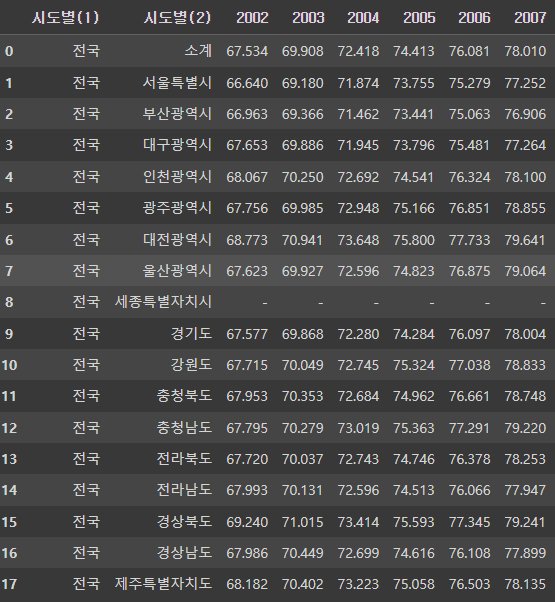 시도별(1) 시도별(2) 2002 2003 2004 2005 2006 2007
0 전국 소계 67.534 69.908 72.418 74.413 76.081 78.010
1 전국 서울특별시 66.640 69.180 71.874 73.755 75.279 77.252
2 전국 부산광역시 66.963 69.366 71.462 73.441 75.063 76.906
3 전국 대구광역시 67.653 69.886 71.945 73.796 75.481 77.264
4 전국 인천광역시 68.067 70.250 72.692 74.541 76.324 78.100
5 전국 광주광역시 67.756 69.985 72.948 75.166 76.851 78.855
6 전국 대전광역시 68.773 70.941 73.648 75.800 77.733 79.641
7 전국 울산광역시 67.623 69.927 72.596 74.823 76.875 79.064
8 전국 세종특별자치시 - - - - - -
9 전국 경기도 67.577 69.868 72.280 74.284 76.097 78.004
10 전국 강원도 67.715 70.049 72.745 75.324 77.038 78.833
11 전국 충청북도 67.953 70.353 72.684 74.962 76.661 78.748
12 전국 충청남도 67.795 70.279 73.019 75.363 77.291 79.220
13 전국 전라북도 67.720 70.037 72.743 74.746 76.378 78.253
14 전국 전라남도 67.993 70.131 72.596 74.513 76.066 77.947
15 전국 경상북도 69.240 71.015 73.414 75.593 77.345 79.241
16 전국 경상남도 67.986 70.449 72.699 74.616 76.108 77.899
17 전국 제주특별자치도 68.182 70.402 73.223 75.058 76.503 78.135